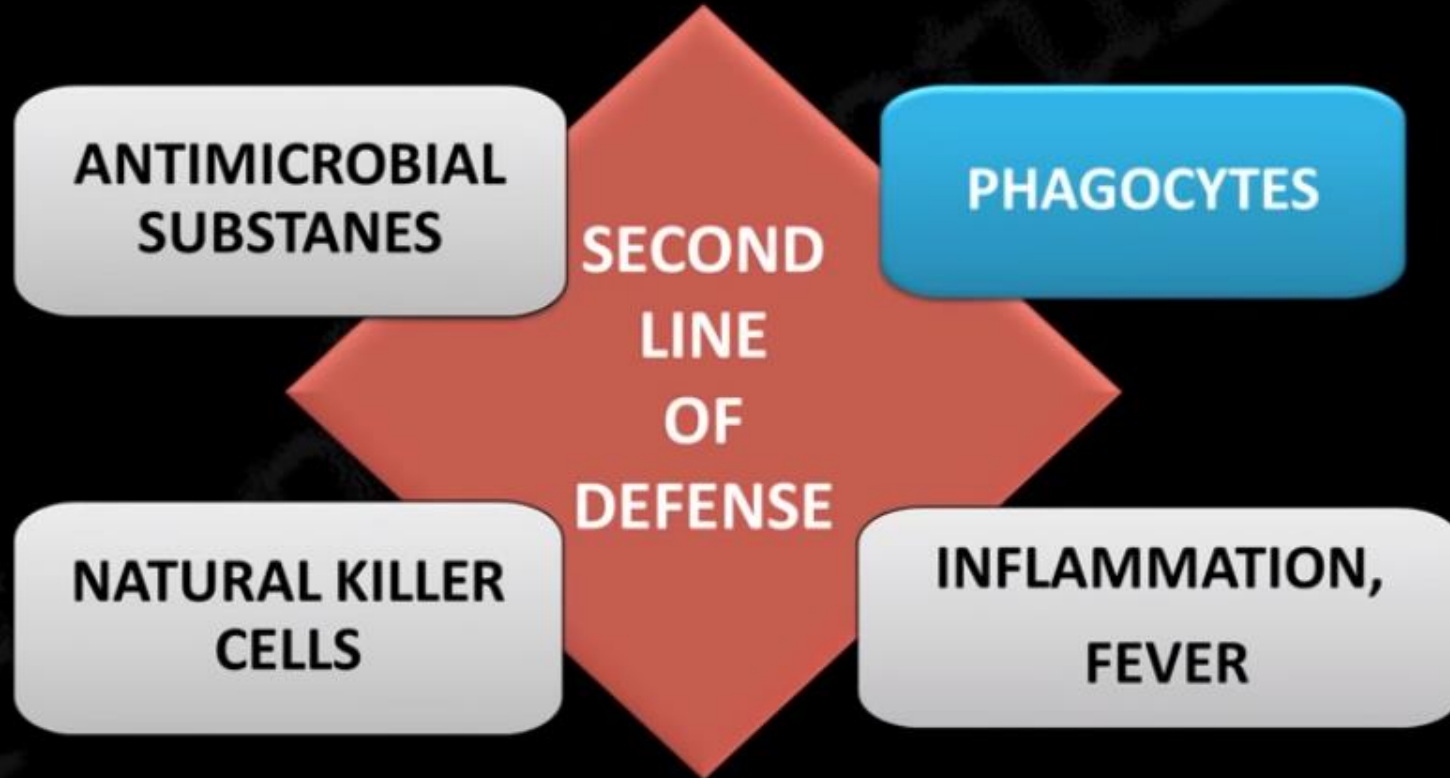 ANTIMICROBIAL
SUBSTANES
PHAGOCYTES
SECOND
LINE
OF
DEFENSE
NATURAL KILLER
CELLS
INFLAMMATION,
FEVER